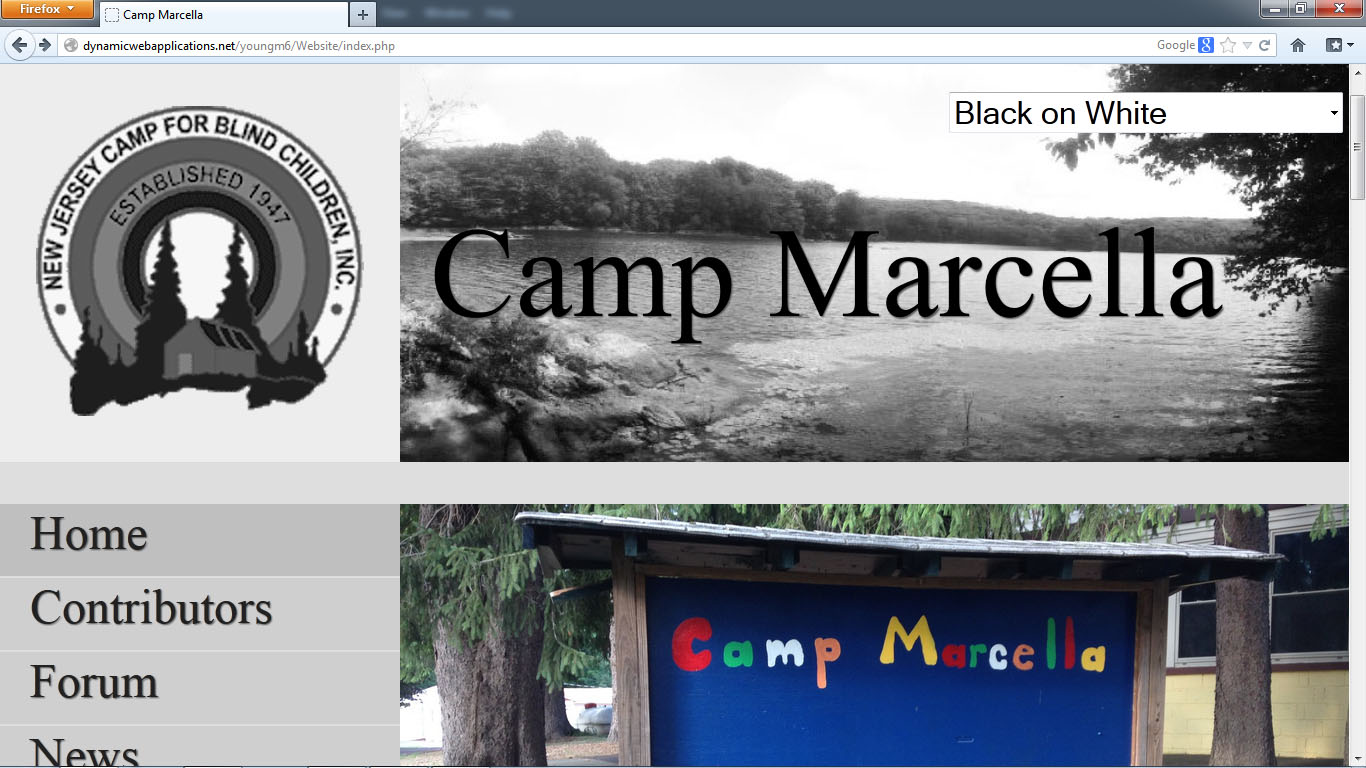 Firefox
Camp Marcella
dynamicwebapplications.net/youngm6/Website/index.php
Google
Black on White
NEW JERSEY CAMP FOR BLIND CHILDREN, INC.
ESTABLISHED 1947
Camp Marcella
Home
Contributors
Forum
News
Camp Marcella